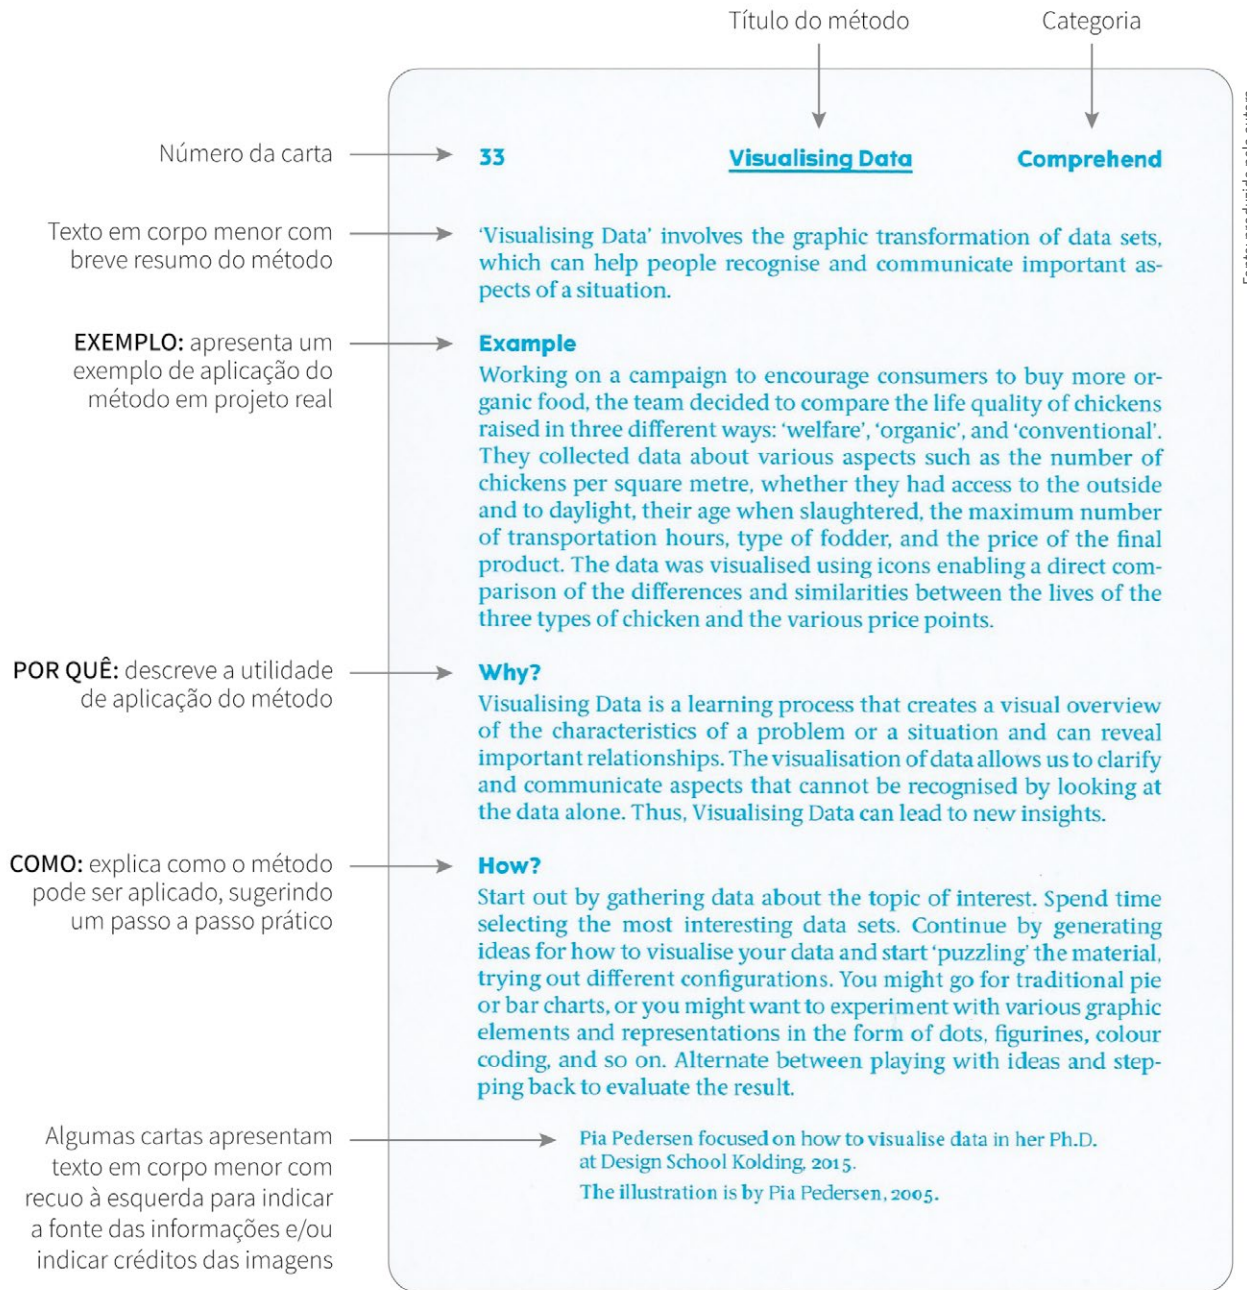 Título do método
Categoria
Número da carta
33
Visualising Data
Comprehend
Texto em corpo menor com
breve resumo do método
‘Visualising Data’ involves the graphic transformation of data sets,
which can help people recognise and communicate important as-
pects of a situation.
EXEMPLO: apresenta um
exemplo de aplicação do
método em projeto real
Example
Working on a campaign to encourage consumers to buy more or-
ganic food, the team decided to compare the life quality of chickens
raised in three different ways: ‘welfare’, ‘organic’, and ‘conventional’.
They collected data about various aspects such as the number of
chickens per square metre, whether they had access to the outside
and to daylight, their age when slaughtered, the maximum number
of transportation hours, type of fodder, and the price of the final
product. The data was visualised using icons enabling a direct com-
parison of the differences and similarities between the lives of the
three types of chicken and the various price points.
POR QUÊ: descreve a utilidade
de aplicação do método
Why?
Visualising Data is a learning process that creates a visual overview
of the characteristics of a problem or a situation and can reveal
important relationships. The visualisation of data allows us to clarify
and communicate aspects that cannot be recognised by looking at
the data alone. Thus, Visualising Data can lead to new insights.
COMO: explica como o método
pode ser aplicado, sugerindo
um passo a passo prático
How?
Start out by gathering data about the topic of interest. Spend time
selecting the most interesting data sets. Continue by generating
ideas for how to visualise your data and start ‘puzzling’ the material,
trying out different configurations. You might go for traditional pie
or bar charts, or you might want to experiment with various graphic
elements and representations in the form of dots, figurines, colour
coding, and so on. Alternate between playing with ideas and step-
ping back to evaluate the result.
Algumas cartas apresentam
texto em corpo menor com
recuo à esquerda para indicar
a fonte das informações e/ou
indicar créditos das imagens
Pia Pedersen focused on how to visualise data in her Ph.D.
at Design School Kolding, 2015.
The illustration is by Pia Pedersen, 2005.